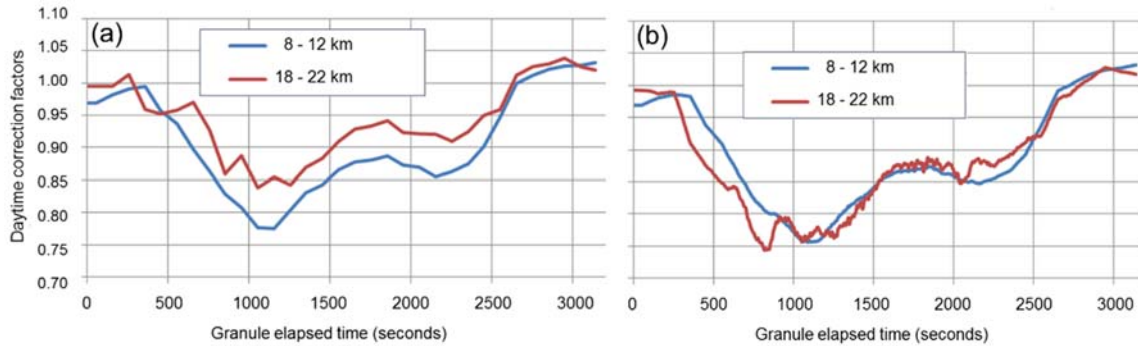 (a)
8 - 12 km
18 - 22 km
Daytime correction factors
1.10
1.05
1.00
0.95
0.90
0.85
0.80
0.75
0.70
0 500 1000 1500 2000 2500 3000
Granule elapsed time (seconds)
(b)
8 - 12 km
18 - 22 km
0 500 1000 1500 2000 2500 3000
Granule elapsed time (seconds)